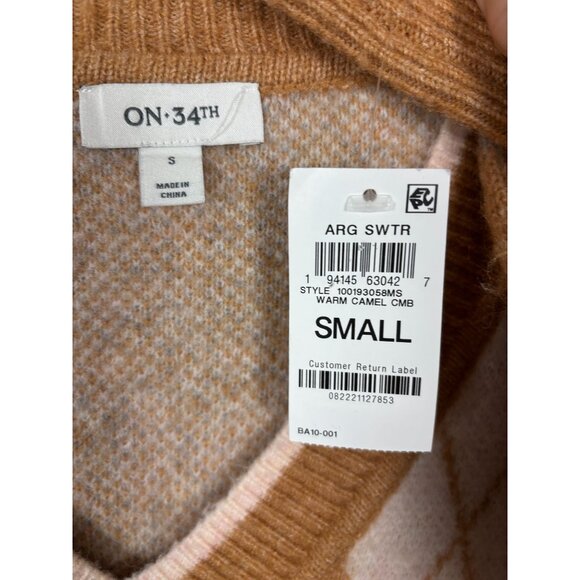 ON•34TH
S
MADE IN
CHINA
ARG SWTR
1 94145 63042 7
STYLE 100193058MS
WARM CAMEL CMB
SMALL
Customer Return Label
082221127853
BA10-001